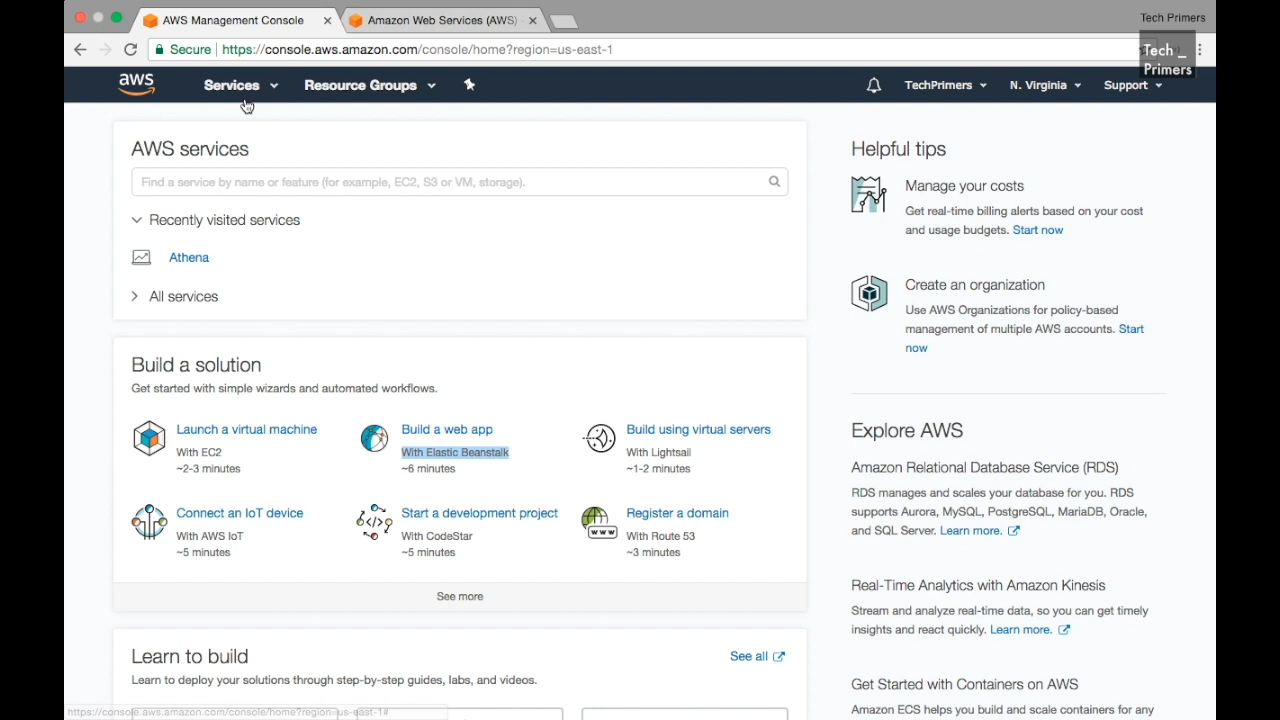 AWS Management Console
Amazon Web Services (AWS)
Tech Primers
Secure
https://console.aws.amazon.com/console/home?region=us-east-1
Tech _
Primers
aws
Services
Resource Groups
TechPrimers
N. Virginia
Support
AWS services
Find a service by name or feature (for example, EC2, S3 or VM, storage).
Recently visited services
Athena
All services
Build a solution
Get started with simple wizards and automated workflows.
Launch a virtual machine
With EC2
~2-3 minutes
Build a web app
With Elastic Beanstalk
~6 minutes
Build using virtual servers
With Lightsail
~1-2 minutes
Connect an IoT device
With AWS IoT
~5 minutes
Start a development project
With CodeStar
~5 minutes
WWW
Register a domain
With Route 53
~3 minutes
See more
Learn to build
See all
Learn to deploy your solutions through step-by-step guides, labs, and videos.
Helpful tips
Manage your costs
Get real-time billing alerts based on your cost
and usage budgets. Start now
Create an organization
Use AWS Organizations for policy-based
management of multiple AWS accounts. Start
now
Explore AWS
Amazon Relational Database Service (RDS)
RDS manages and scales your database for you. RDS
supports Aurora, MySQL, PostgreSQL, MariaDB, Oracle,
and SQL Server. Learn more.
Real-Time Analytics with Amazon Kinesis
Stream and analyze real-time data, so you can get timely
insights and react quickly. Learn more.
Get Started with Containers on AWS
Amazon ECS helps you build and scale containers for any
https://console.aws.amazon.com/console/home?region=us-east-1#